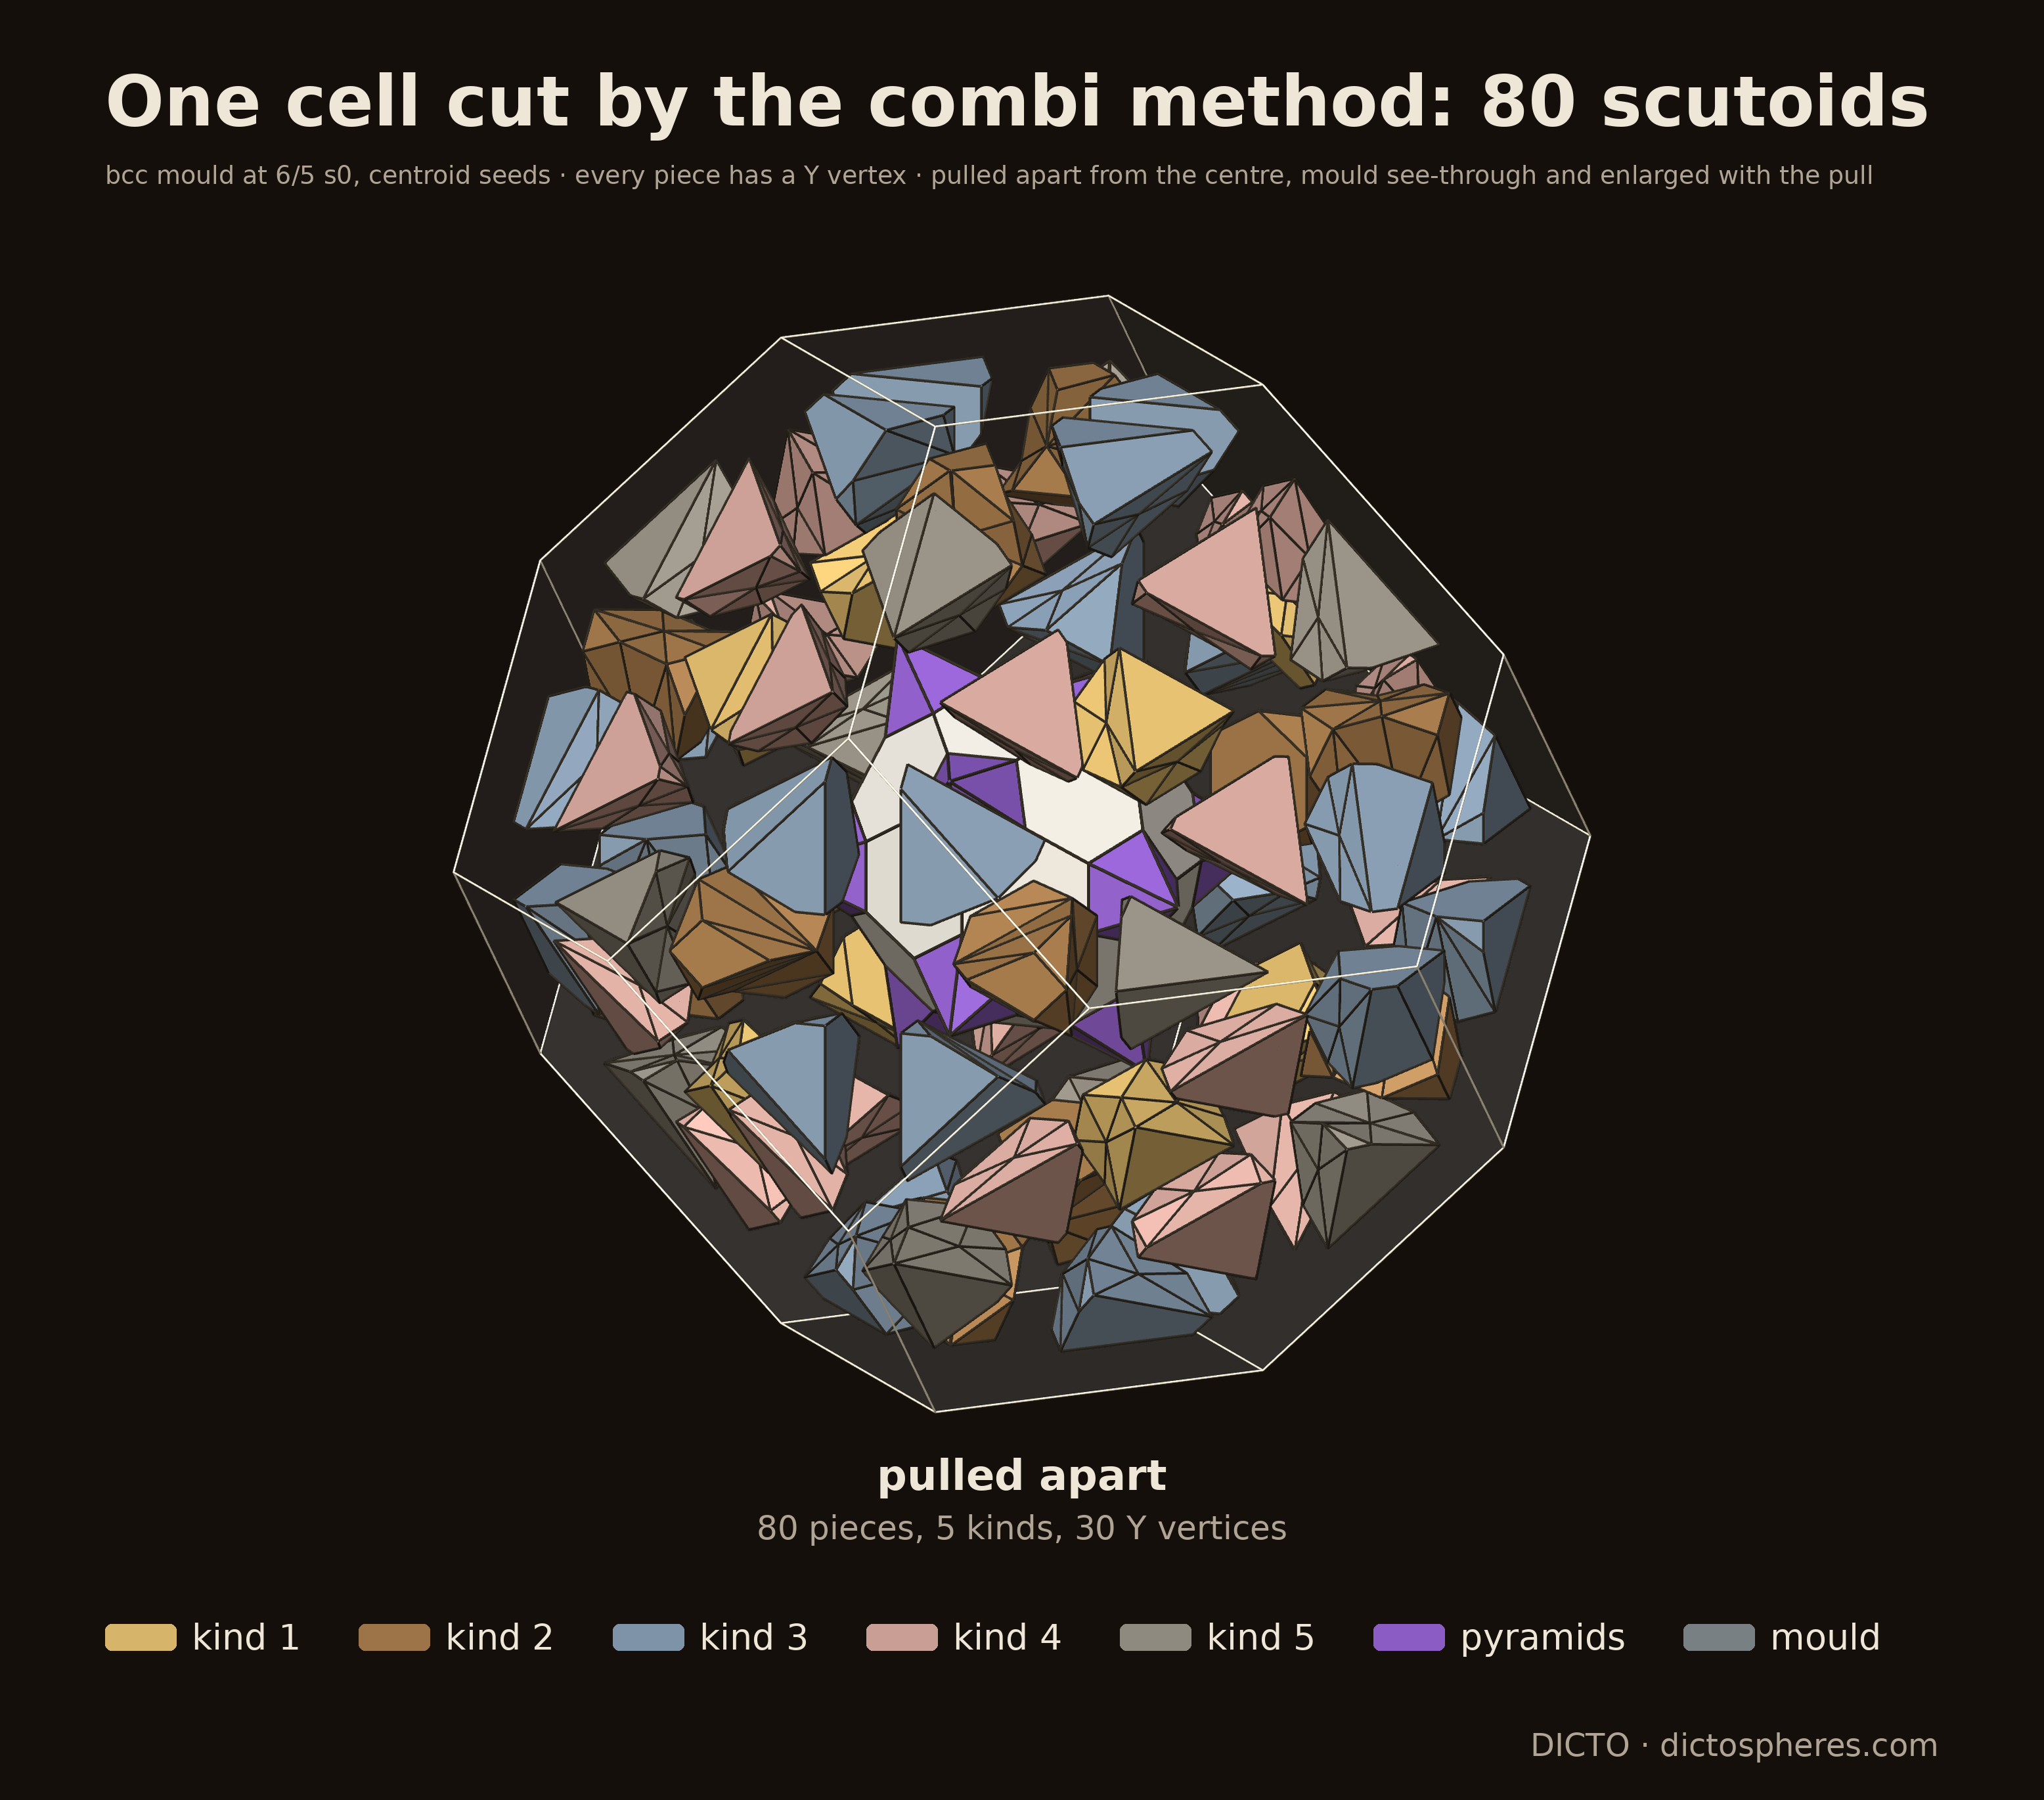 One cell cut by the combi method: 80 scutoids
bcc mould at 6/5 s0, centroid seeds · every piece has a Y vertex · pulled apart from the centre, mould see-through and enlarged with the pull
pulled apart
80 pieces, 5 kinds, 30 Y vertices
kind 1 kind 2 kind 3 kind 4 kind 5 pyramids mould
DICTO · dictospheres.com